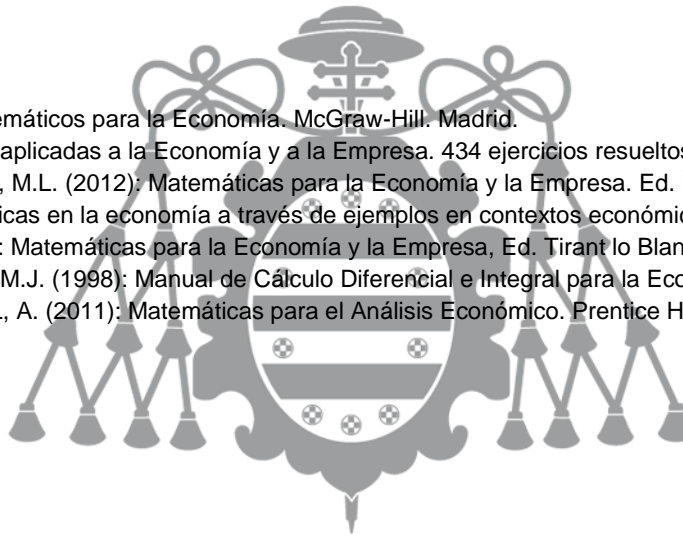 emáticos para la Economía. McGraw-Hill. Madrid.
aplicadas a la Economía y a la Empresa. 434 ejercicios resueltos
, M.L. (2012): Matemáticas para la Economía y la Empresa. Ed.
icas en la economía a través de ejemplos en contextos económic
: Matemáticas para la Economía y la Empresa, Ed. Tirant lo Blan
M.J. (1998): Manual de Cálculo Diferencial e Integral para la Eco
., A. (2011): Matemáticas para el Análisis Económico. Prentice H